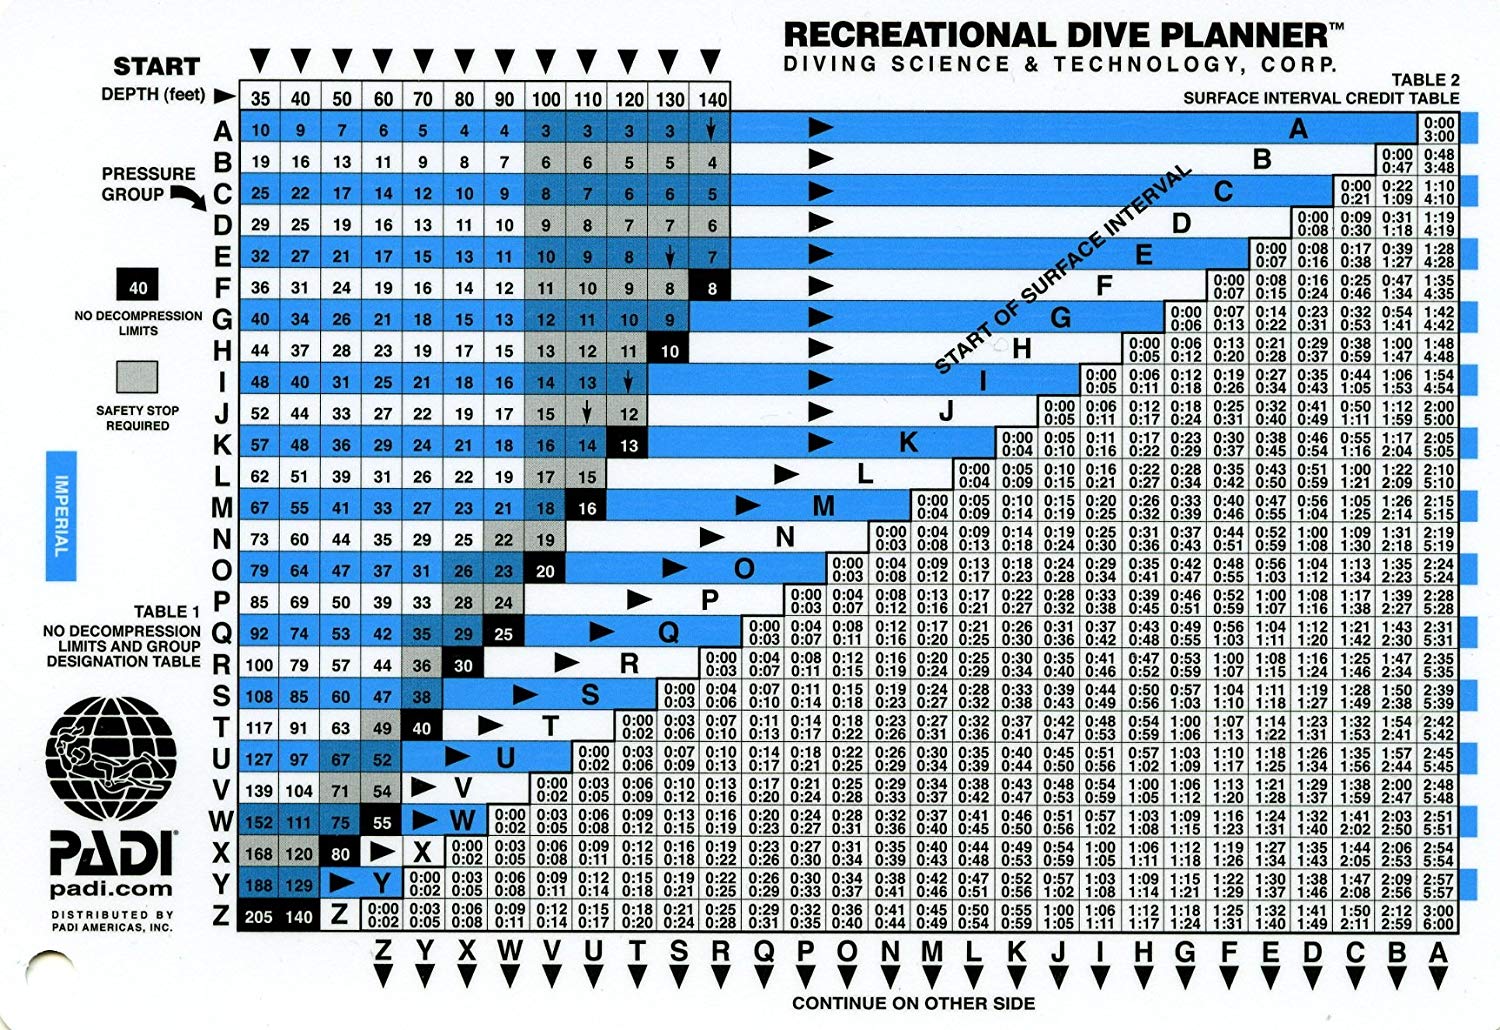 RECREATIONAL DIVE PLANNER™
DIVING SCIENCE & TECHNOLOGY, CORP.
TABLE 2
SURFACE INTERVAL CREDIT TABLE
START
DEPTH (feet) 35 40 50 60 70 80 90 100 110 120 130 140
A 10 9 7 6 5 4 4 3 3 3 3 A 0:00
3:00
B 19 16 13 11 9 8 7 6 6 5 5 4 B 0:00 0:48
0:47 3:48
PRESSURE
GROUP
C 25 22 17 14 12 10 9 8 7 6 6 5 C 0:00 0:22 1:10
0:21 1:09 4:10
D 29 25 19 16 13 11 10 9 8 7 7 6 D 0:00 0:09 0:31 1:19
0:08 0:30 1:18 4:19
START OF SURFACE INTERVAL
E 32 27 21 17 15 13 11 10 9 8 7 E 0:00 0:08 0:17 0:39 1:28
0:07 0:16 0:38 1:27 4:28
40
NO DECOMPRESSION
LIMITS
F 36 31 24 19 16 14 12 11 10 9 8 8 F 0:00 0:08 0:16 0:25 0:47 1:35
0:07 0:15 0:24 0:46 1:34 4:35
G 40 34 26 21 18 15 13 12 11 10 9 G 0:00 0:07 0:14 0:23 0:32 0:54 1:42
0:06 0:13 0:22 0:31 0:53 1:41 4:42
H 44 37 28 23 19 17 15 13 12 11 10 H 0:00 0:06 0:13 0:21 0:29 0:38 1:00 1:48
0:05 0:12 0:20 0:28 0:37 0:59 1:47 4:48
SAFETY STOP
REQUIRED
I 48 40 31 25 21 18 16 14 13 I 0:00 0:06 0:12 0:19 0:27 0:35 0:44 1:06 1:54
0:05 0:11 0:18 0:26 0:34 0:43 1:05 1:53 4:54
J 52 44 33 27 22 19 17 15 12 J 0:00 0:06 0:12 0:18 0:25 0:32 0:41 0:50 1:12 2:00
0:05 0:11 0:17 0:24 0:31 0:40 0:49 1:11 1:59 5:00
K 57 48 36 29 24 21 18 16 14 13 K 0:00 0:05 0:11 0:17 0:23 0:30 0:38 0:46 0:55 1:17 2:05
0:04 0:10 0:16 0:22 0:29 0:37 0:45 0:54 1:16 2:04 5:05
L 62 51 39 31 26 22 19 17 15 L 0:00 0:05 0:10 0:16 0:22 0:28 0:35 0:43 0:51 1:00 1:22 2:10
0:04 0:09 0:15 0:21 0:27 0:34 0:42 0:50 0:59 1:21 2:09 5:10
IMPERIAL
M 67 55 41 33 27 23 21 18 16 M 0:00 0:05 0:10 0:15 0:20 0:26 0:33 0:40 0:47 0:56 1:05 1:26 2:15
0:04 0:09 0:14 0:19 0:25 0:32 0:39 0:46 0:55 1:04 1:25 2:14 5:15
N 73 60 44 35 29 25 22 19 N 0:00 0:04 0:09 0:14 0:19 0:25 0:31 0:37 0:44 0:52 1:00 1:09 1:31 2:19
0:03 0:08 0:13 0:18 0:24 0:30 0:36 0:43 0:51 0:59 1:08 1:30 2:18 5:19
O 79 64 47 37 31 26 23 20 O 0:00 0:04 0:09 0:13 0:18 0:24 0:29 0:35 0:42 0:48 0:56 1:04 1:13 1:35 2:24
0:03 0:08 0:12 0:17 0:23 0:28 0:34 0:41 0:47 0:55 1:03 1:12 1:34 2:23 5:24
P 85 69 50 39 33 28 24 P 0:00 0:04 0:08 0:13 0:17 0:22 0:28 0:33 0:39 0:46 0:52 1:00 1:08 1:17 1:39 2:28
0:03 0:07 0:12 0:16 0:21 0:27 0:32 0:38 0:45 0:51 0:59 1:07 1:16 1:38 2:27 5:28
TABLE 1
NO DECOMPRESSION
LIMITS AND GROUP
DESIGNATION TABLE
Q 92 74 53 42 35 29 25 Q 0:00 0:04 0:08 0:12 0:17 0:21 0:26 0:31 0:37 0:43 0:49 0:56 1:04 1:12 1:21 1:43 2:31
0:03 0:07 0:11 0:16 0:20 0:25 0:30 0:36 0:42 0:48 0:55 1:03 1:11 1:20 1:42 2:30 5:31
R 100 79 57 44 36 30 R 0:00 0:04 0:08 0:12 0:16 0:20 0:25 0:30 0:35 0:41 0:47 0:53 1:00 1:08 1:16 1:25 1:47 2:35
0:03 0:07 0:11 0:15 0:19 0:24 0:29 0:34 0:40 0:46 0:52 0:59 1:07 1:15 1:24 1:46 2:34 5:35
S 108 85 60 47 38 S 0:00 0:04 0:07 0:11 0:15 0:19 0:24 0:28 0:33 0:39 0:44 0:50 0:57 1:04 1:11 1:19 1:28 1:50 2:39
0:03 0:06 0:10 0:14 0:18 0:23 0:27 0:32 0:38 0:43 0:49 0:56 1:03 1:10 1:18 1:27 1:49 2:38 5:39
T 117 91 63 49 40 T 0:00 0:03 0:07 0:11 0:14 0:18 0:23 0:27 0:32 0:37 0:42 0:48 0:54 1:00 1:07 1:14 1:23 1:32 1:54 2:42
0:02 0:06 0:10 0:13 0:17 0:22 0:26 0:31 0:36 0:41 0:47 0:53 0:59 1:06 1:13 1:22 1:31 1:53 2:41 5:42
U 127 97 67 52 U 0:00 0:03 0:07 0:10 0:14 0:18 0:22 0:26 0:30 0:35 0:40 0:45 0:51 0:57 1:03 1:10 1:18 1:26 1:35 1:57 2:45
0:02 0:06 0:09 0:13 0:17 0:21 0:25 0:29 0:34 0:39 0:44 0:50 0:56 1:02 1:09 1:17 1:25 1:34 1:56 2:44 5:45
V 139 104 71 54 V 0:00 0:03 0:06 0:10 0:13 0:17 0:21 0:25 0:29 0:33 0:38 0:43 0:48 0:54 1:00 1:06 1:13 1:21 1:29 1:38 2:00 2:48
0:02 0:05 0:09 0:12 0:16 0:20 0:24 0:28 0:32 0:37 0:42 0:47 0:53 0:59 1:05 1:12 1:20 1:28 1:37 1:59 2:47 5:48
W 152 111 75 55 W 0:00 0:03 0:06 0:09 0:13 0:16 0:20 0:24 0:28 0:32 0:37 0:41 0:46 0:51 0:57 1:03 1:09 1:16 1:24 1:32 1:41 2:03 2:51
0:02 0:05 0:08 0:12 0:15 0:19 0:23 0:27 0:31 0:36 0:40 0:45 0:50 0:56 1:02 1:08 1:15 1:23 1:31 1:40 2:02 2:50 5:51
X 168 120 80 X 0:00 0:03 0:06 0:09 0:12 0:16 0:19 0:23 0:27 0:31 0:35 0:40 0:44 0:49 0:54 1:00 1:06 1:12 1:19 1:27 1:35 1:44 2:06 2:54
0:02 0:05 0:08 0:11 0:15 0:18 0:22 0:26 0:30 0:34 0:39 0:43 0:48 0:53 0:59 1:05 1:11 1:18 1:26 1:34 1:43 2:05 2:53 5:54
Y 188 129 Y 0:00 0:03 0:06 0:09 0:12 0:15 0:19 0:22 0:26 0:30 0:34 0:38 0:42 0:47 0:52 0:57 1:03 1:09 1:15 1:22 1:30 1:38 1:47 2:09 2:57
0:02 0:05 0:08 0:11 0:14 0:18 0:21 0:25 0:29 0:33 0:37 0:41 0:46 0:51 0:56 1:02 1:08 1:14 1:21 1:29 1:37 1:46 2:08 2:56 5:57
Z 205 140 Z 0:00 0:03 0:06 0:09 0:12 0:15 0:18 0:21 0:25 0:29 0:32 0:36 0:41 0:45 0:50 0:55 1:00 1:06 1:12 1:18 1:25 1:32 1:41 1:50 2:12 3:00
0:02 0:05 0:08 0:11 0:14 0:17 0:20 0:24 0:28 0:31 0:35 0:40 0:44 0:49 0:54 0:59 1:05 1:11 1:17 1:24 1:31 1:40 1:49 2:11 2:59 6:00
PADI
padi.com
DISTRIBUTED BY
PADI AMERICAS, INC.
Z Y X W V U T S R Q P O N M L K J I H G F E D C B A
CONTINUE ON OTHER SIDE